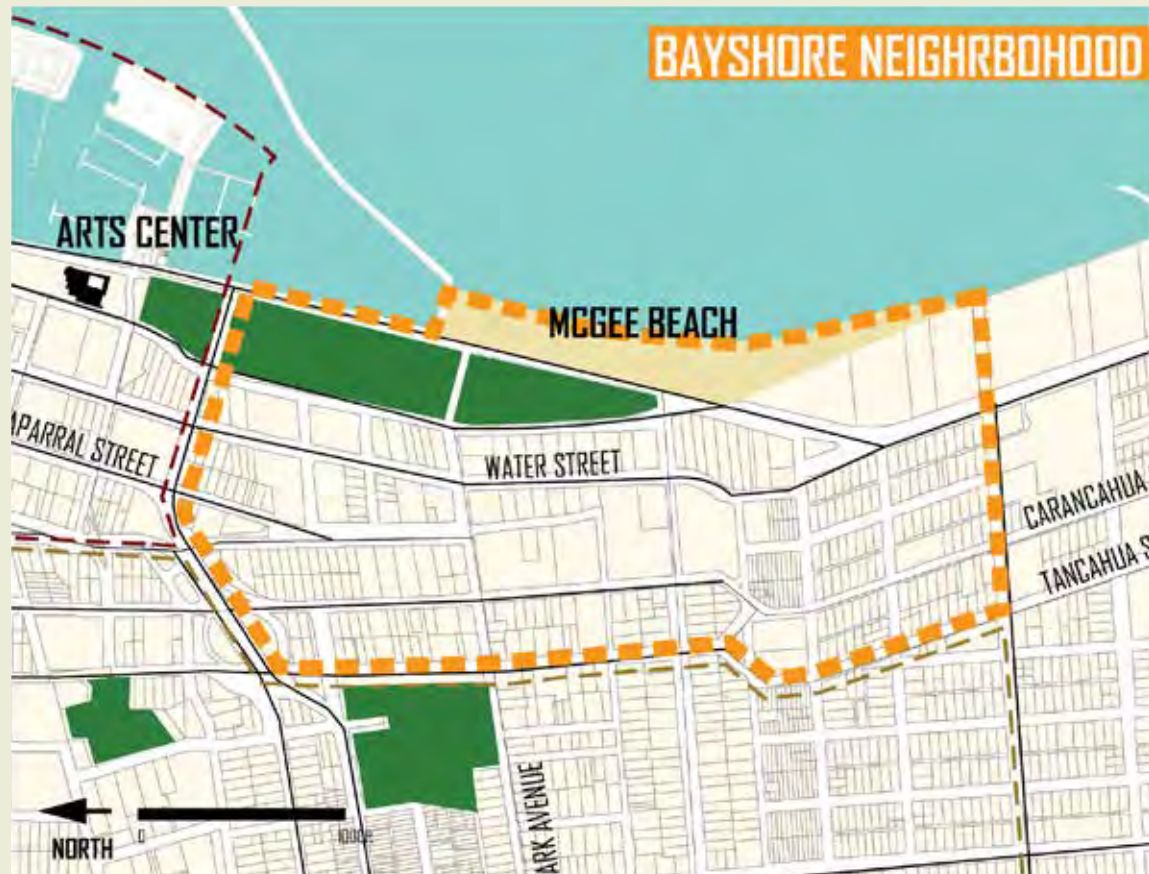 BAYSHORE NEIGHRBOHOOD
ARTS CENTER
MCGEE BEACH
APARRAL STREET
WATER STREET
CARANCAHUA
TANCAHUA S
ARK AVENUE
NORTH
0